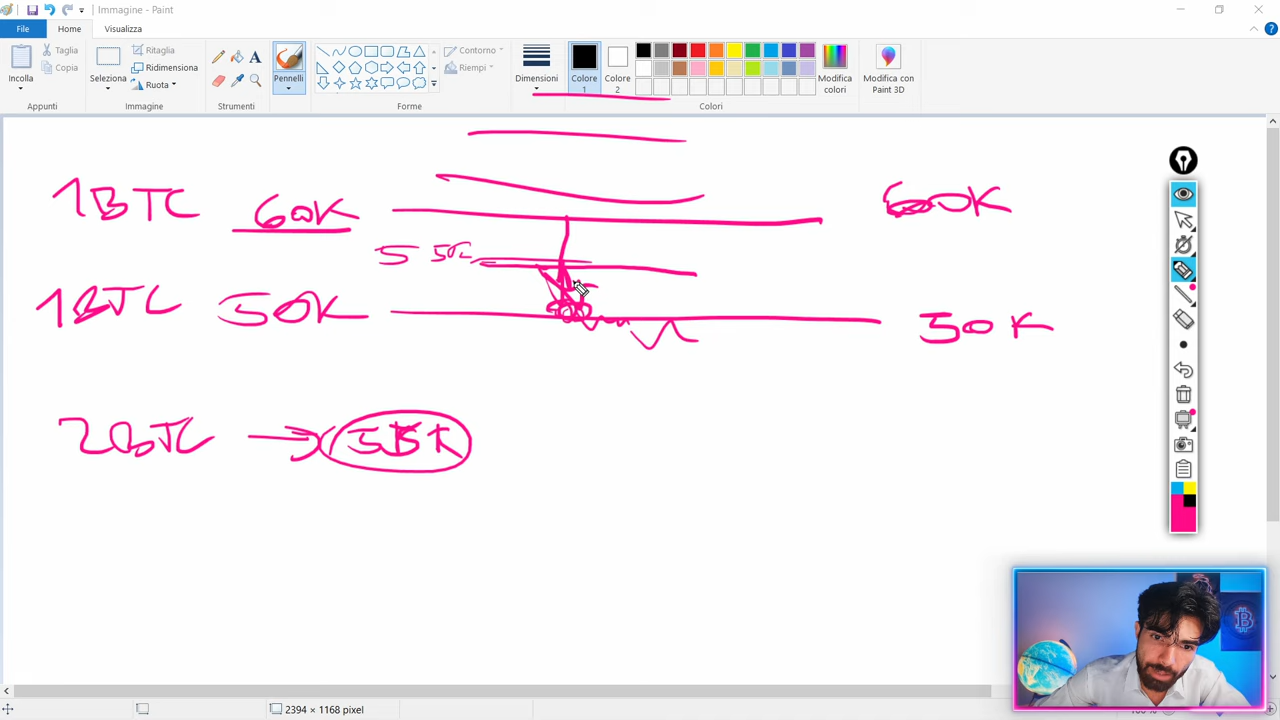 Immagine - Paint
File Home Visualizza
Incolla
Taglia
Copia
Appunti
Seleziona
Ritaglia
Ridimensiona
Ruota
Immagine
Strumenti
Pennelli
Contorno
Riempi
Forme
Dimensioni
Colore 1
Colore 2
Modifica colori
Colori
Modifica con Paint 3D
1BTC 60K 60K
55K
1BTC 50K 50K
2BTC 55K
2394 × 1168 pixel